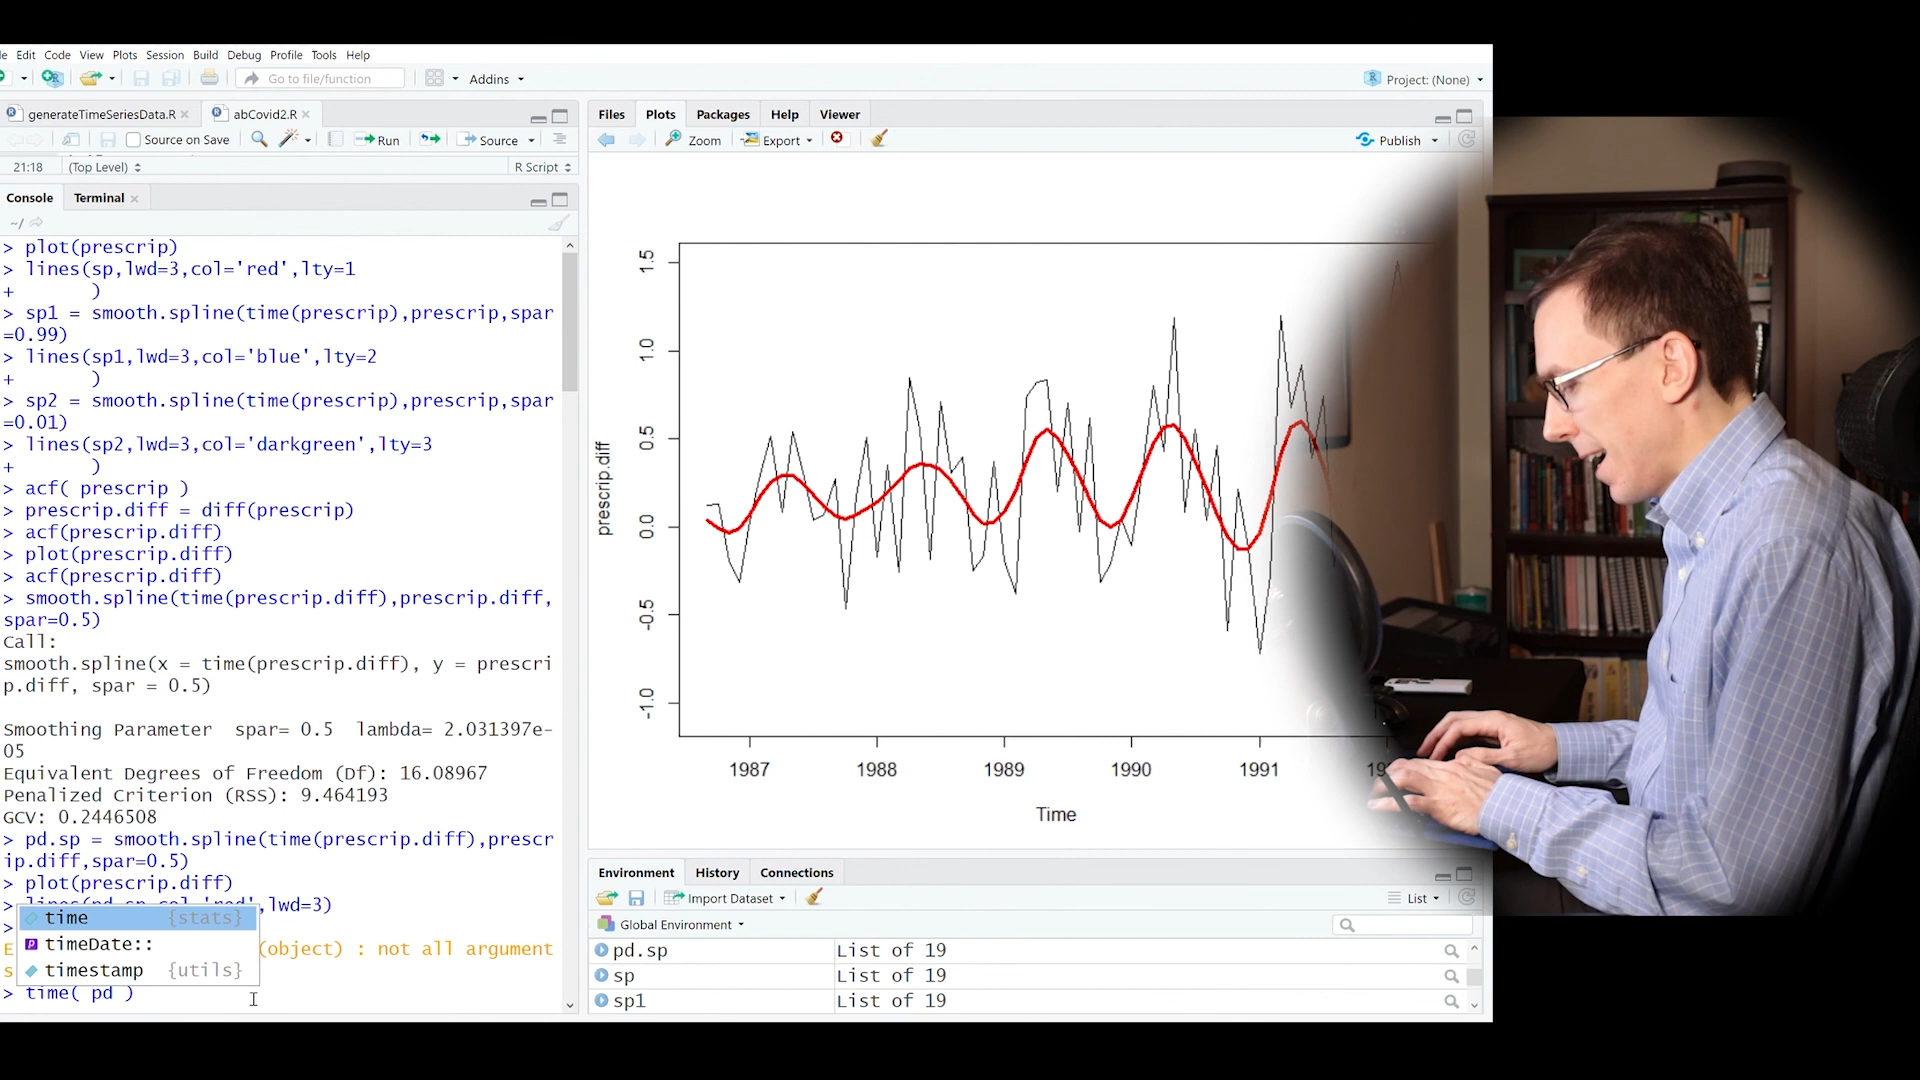 Edit Code View Plots Session Build Debug Profile Tools Help
Go to file/function
Addins
Project: (None)
generateTimeSeriesData.R
abCovid2.R
Source on Save
Run
Source
21:18
(Top Level)
R Script
Console
Terminal
~/
> plot(prescrip)
> lines(sp,lwd=3,col='red',lty=1
+ )
> sp1 = smooth.spline(time(prescrip),prescrip,spar
=0.99)
> lines(sp1,lwd=3,col='blue',lty=2
+ )
> sp2 = smooth.spline(time(prescrip),prescrip,spar
=0.01)
> lines(sp2,lwd=3,col='darkgreen',lty=3
+ )
> acf( prescrip )
> prescrip.diff = diff(prescrip)
> acf(prescrip.diff)
> plot(prescrip.diff)
> acf(prescrip.diff)
> smooth.spline(time(prescrip.diff),prescrip.diff,
spar=0.5)
Call:
smooth.spline(x = time(prescrip.diff), y = prescri
p.diff, spar = 0.5)
Smoothing Parameter spar= 0.5 lambda= 2.031397e-
05
Equivalent Degrees of Freedom (Df): 16.08967
Penalized Criterion (RSS): 9.464193
GCV: 0.2446508
> pd.sp = smooth.spline(time(prescrip.diff),prescr
ip.diff,spar=0.5)
> plot(prescrip.diff)
> lines(pd.sp,col='red',lwd=3)
>
E (object) : not all argument
s
time {stats}
timeDate::
timestamp {utils}
> time( pd )
Files
Plots
Packages
Help
Viewer
Zoom
Export
Publish
prescrip.diff
1.5
1.0
0.5
0.0
-0.5
-1.0
1987
1988
1989
1990
1991
19
Time
Environment
History
Connections
Import Dataset
List
Global Environment
pd.sp List of 19
sp List of 19
sp1 List of 19